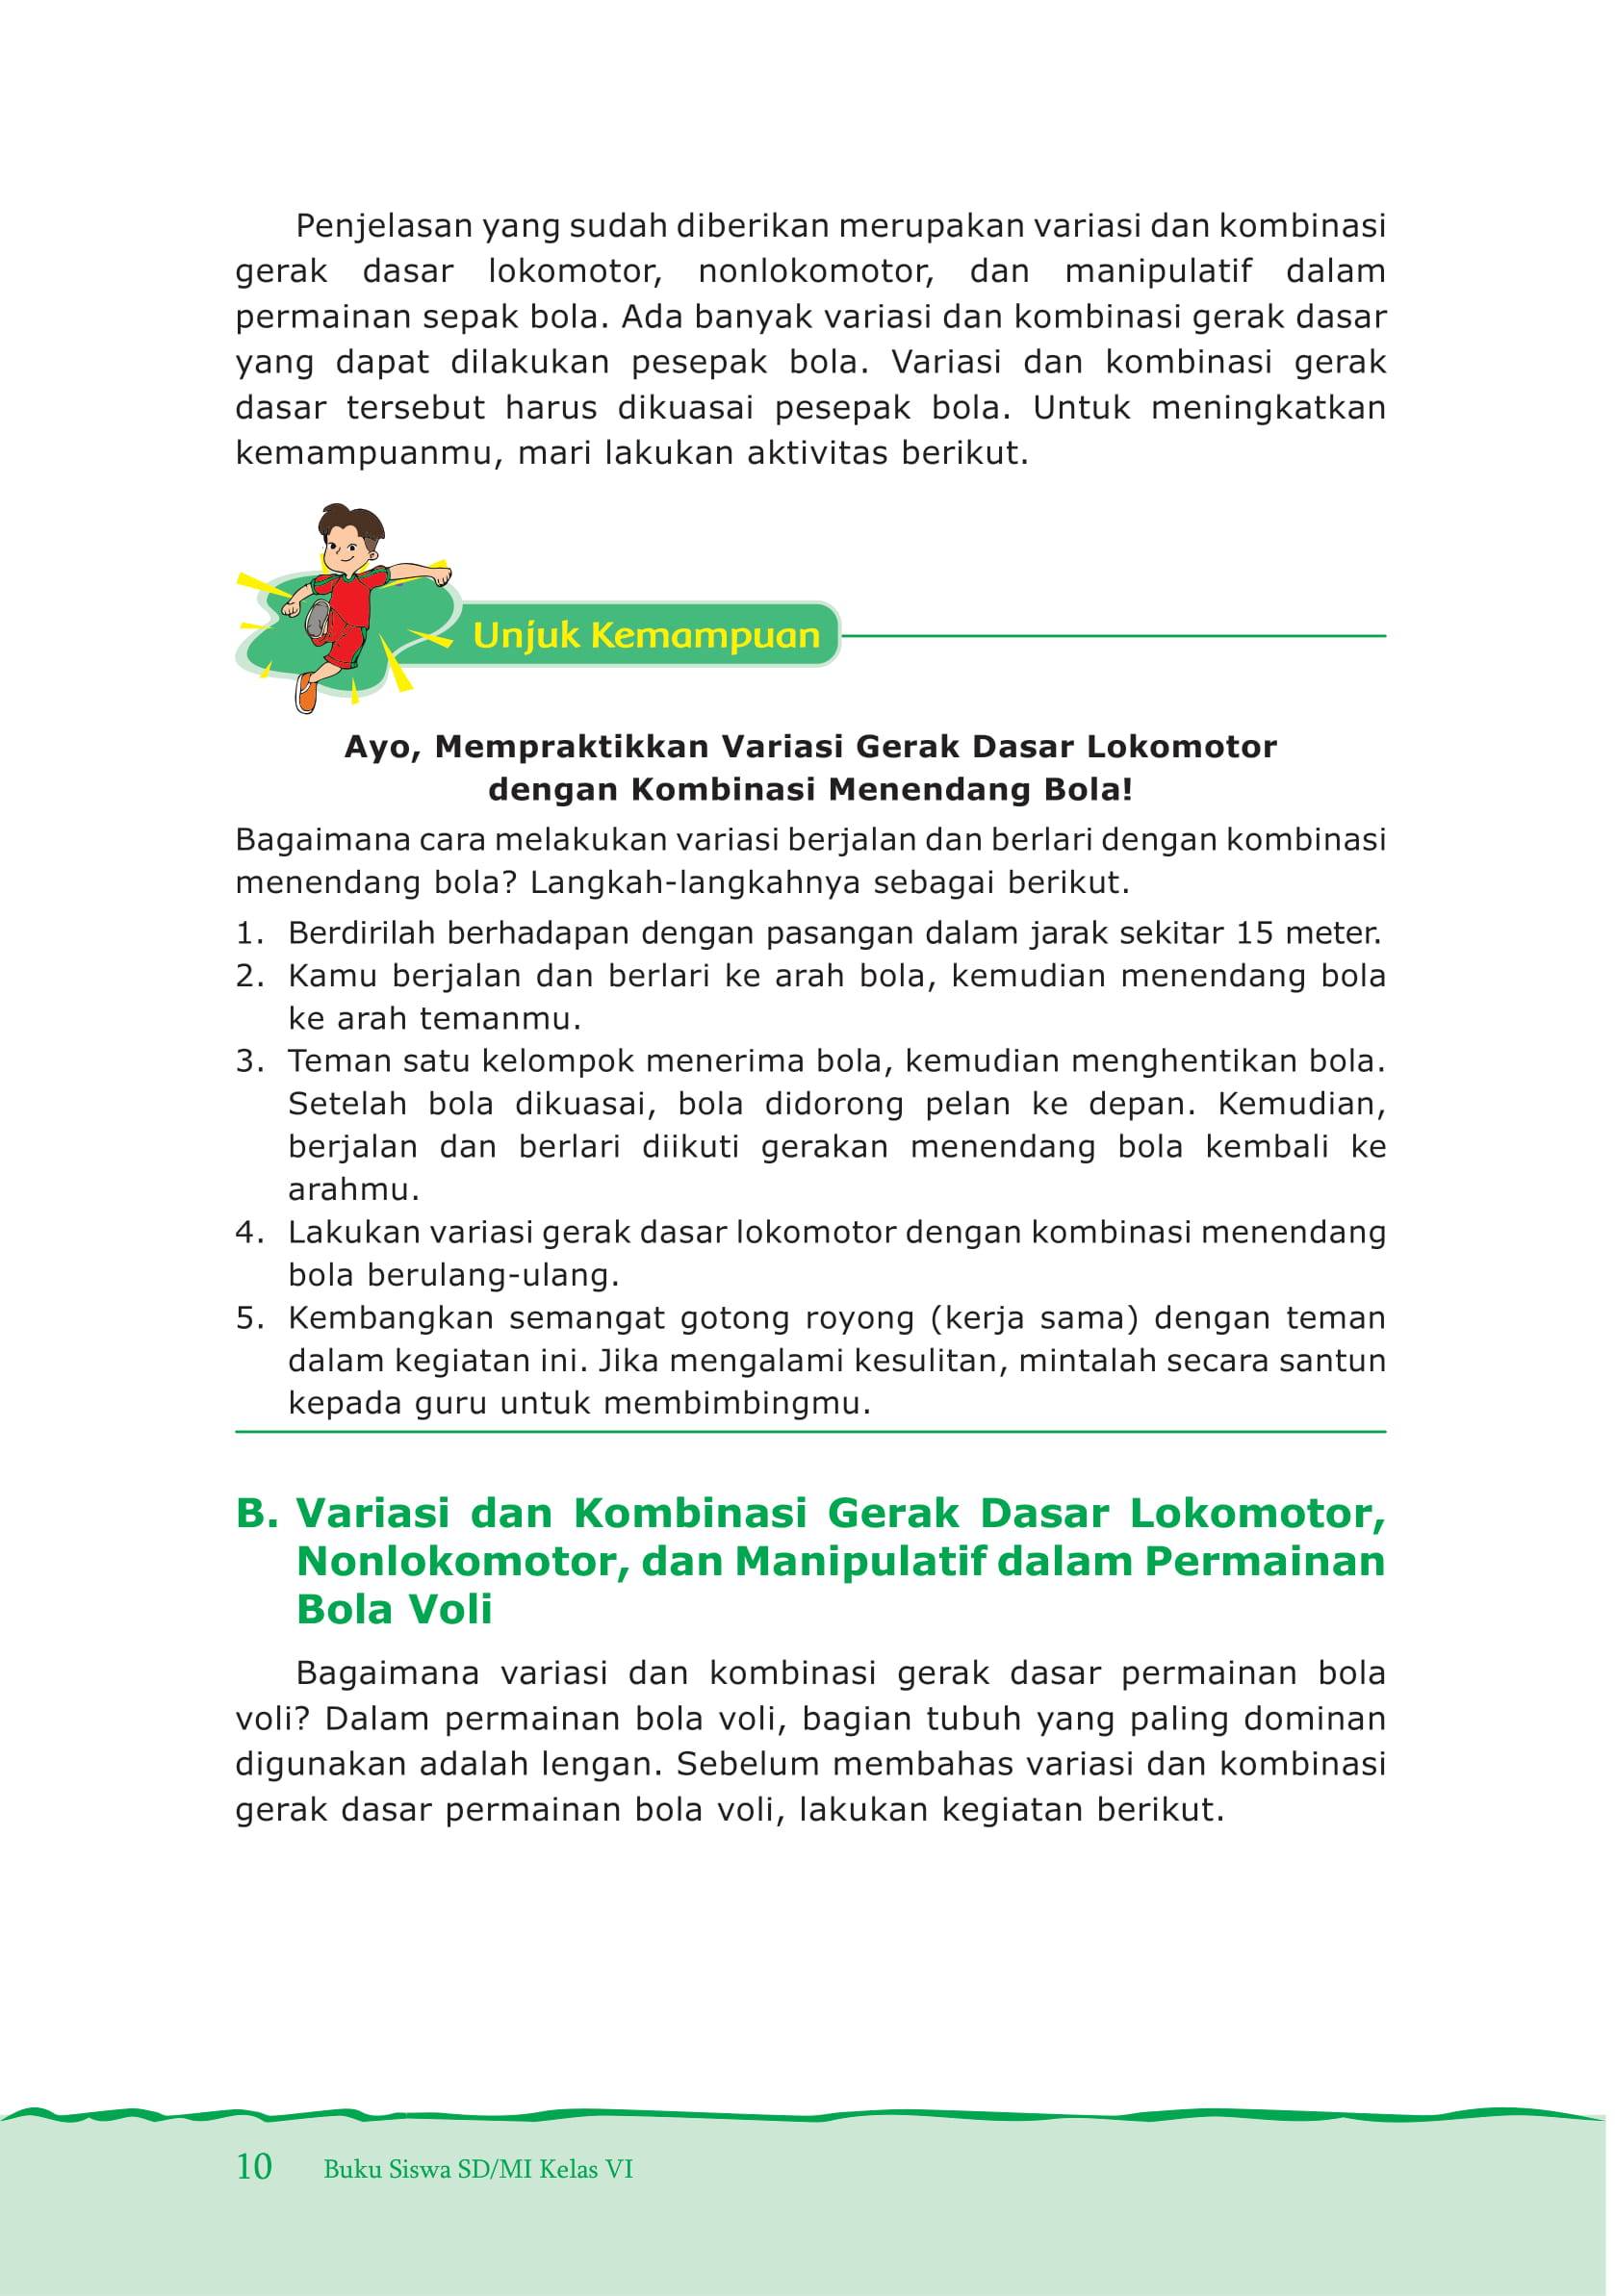 Penjelasan yang sudah diberikan merupakan variasi dan kombinasi
gerak dasar lokomotor, nonlokomotor, dan manipulatif dalam
permainan sepak bola. Ada banyak variasi dan kombinasi gerak dasar
yang dapat dilakukan pesepak bola. Variasi dan kombinasi gerak
dasar tersebut harus dikuasai pesepak bola. Untuk meningkatkan
kemampuanmu, mari lakukan aktivitas berikut.
Unjuk Kemampuan
Ayo, Mempraktikkan Variasi Gerak Dasar Lokomotor
dengan Kombinasi Menendang Bola!
Bagaimana cara melakukan variasi berjalan dan berlari dengan kombinasi
menendang bola? Langkah-langkahnya sebagai berikut.
1. Berdirilah berhadapan dengan pasangan dalam jarak sekitar 15 meter.
2. Kamu berjalan dan berlari ke arah bola, kemudian menendang bola
ke arah temanmu.
3. Teman satu kelompok menerima bola, kemudian menghentikan bola.
Setelah bola dikuasai, bola didorong pelan ke depan. Kemudian,
berjalan dan berlari diikuti gerakan menendang bola kembali ke
arahmu.
4. Lakukan variasi gerak dasar lokomotor dengan kombinasi menendang
bola berulang-ulang.
5. Kembangkan semangat gotong royong (kerja sama) dengan teman
dalam kegiatan ini. Jika mengalami kesulitan, mintalah secara santun
kepada guru untuk membimbingmu.
B. Variasi dan Kombinasi Gerak Dasar Lokomotor,
Nonlokomotor, dan Manipulatif dalam Permainan
Bola Voli
Bagaimana variasi dan kombinasi gerak dasar permainan bola
voli? Dalam permainan bola voli, bagian tubuh yang paling dominan
digunakan adalah lengan. Sebelum membahas variasi dan kombinasi
gerak dasar permainan bola voli, lakukan kegiatan berikut.
10 Buku Siswa SD/MI Kelas VI